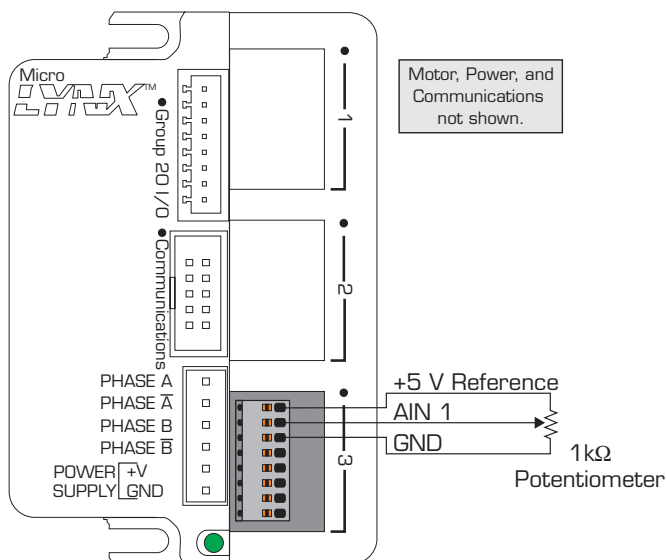 Micro
LYNX™
Group 20 I/O
Communications
PHASE A
PHASE A̅
PHASE B
PHASE B̅
POWER SUPPLY
+V
GND
1
2
3
Motor, Power, and
Communications
not shown.
+5 V Reference
AIN 1
GND
1kΩ
Potentiometer